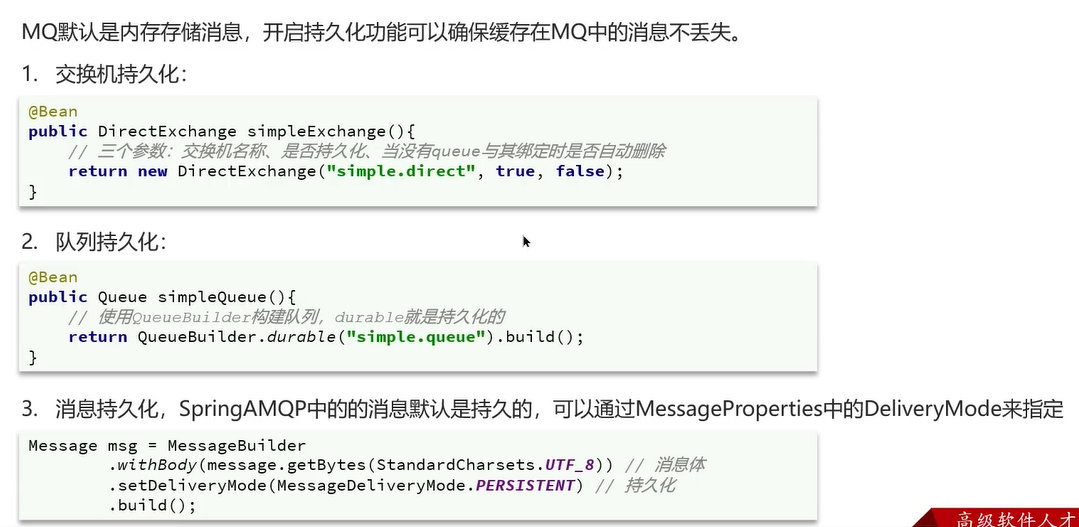 MQ默认是内存存储消息，开启持久化功能可以确保缓存在MQ中的消息不丢失。
1. 交换机持久化：
@Bean
public DirectExchange simpleExchange(){
    // 三个参数：交换机名称、是否持久化、当没有queue与其绑定时是否自动删除
    return new DirectExchange("simple.direct", true, false);
}
2. 队列持久化：
@Bean
public Queue simpleQueue(){
    // 使用QueueBuilder构建队列，durable就是持久化的
    return QueueBuilder.durable("simple.queue").build();
}
3. 消息持久化，SpringAMQP中的的消息默认是持久的，可以通过MessageProperties中的DeliveryMode来指定
Message msg = MessageBuilder
        .withBody(message.getBytes(StandardCharsets.UTF_8)) // 消息体
        .setDeliveryMode(MessageDeliveryMode.PERSISTENT) // 持久化
        .build();
高级软件人才